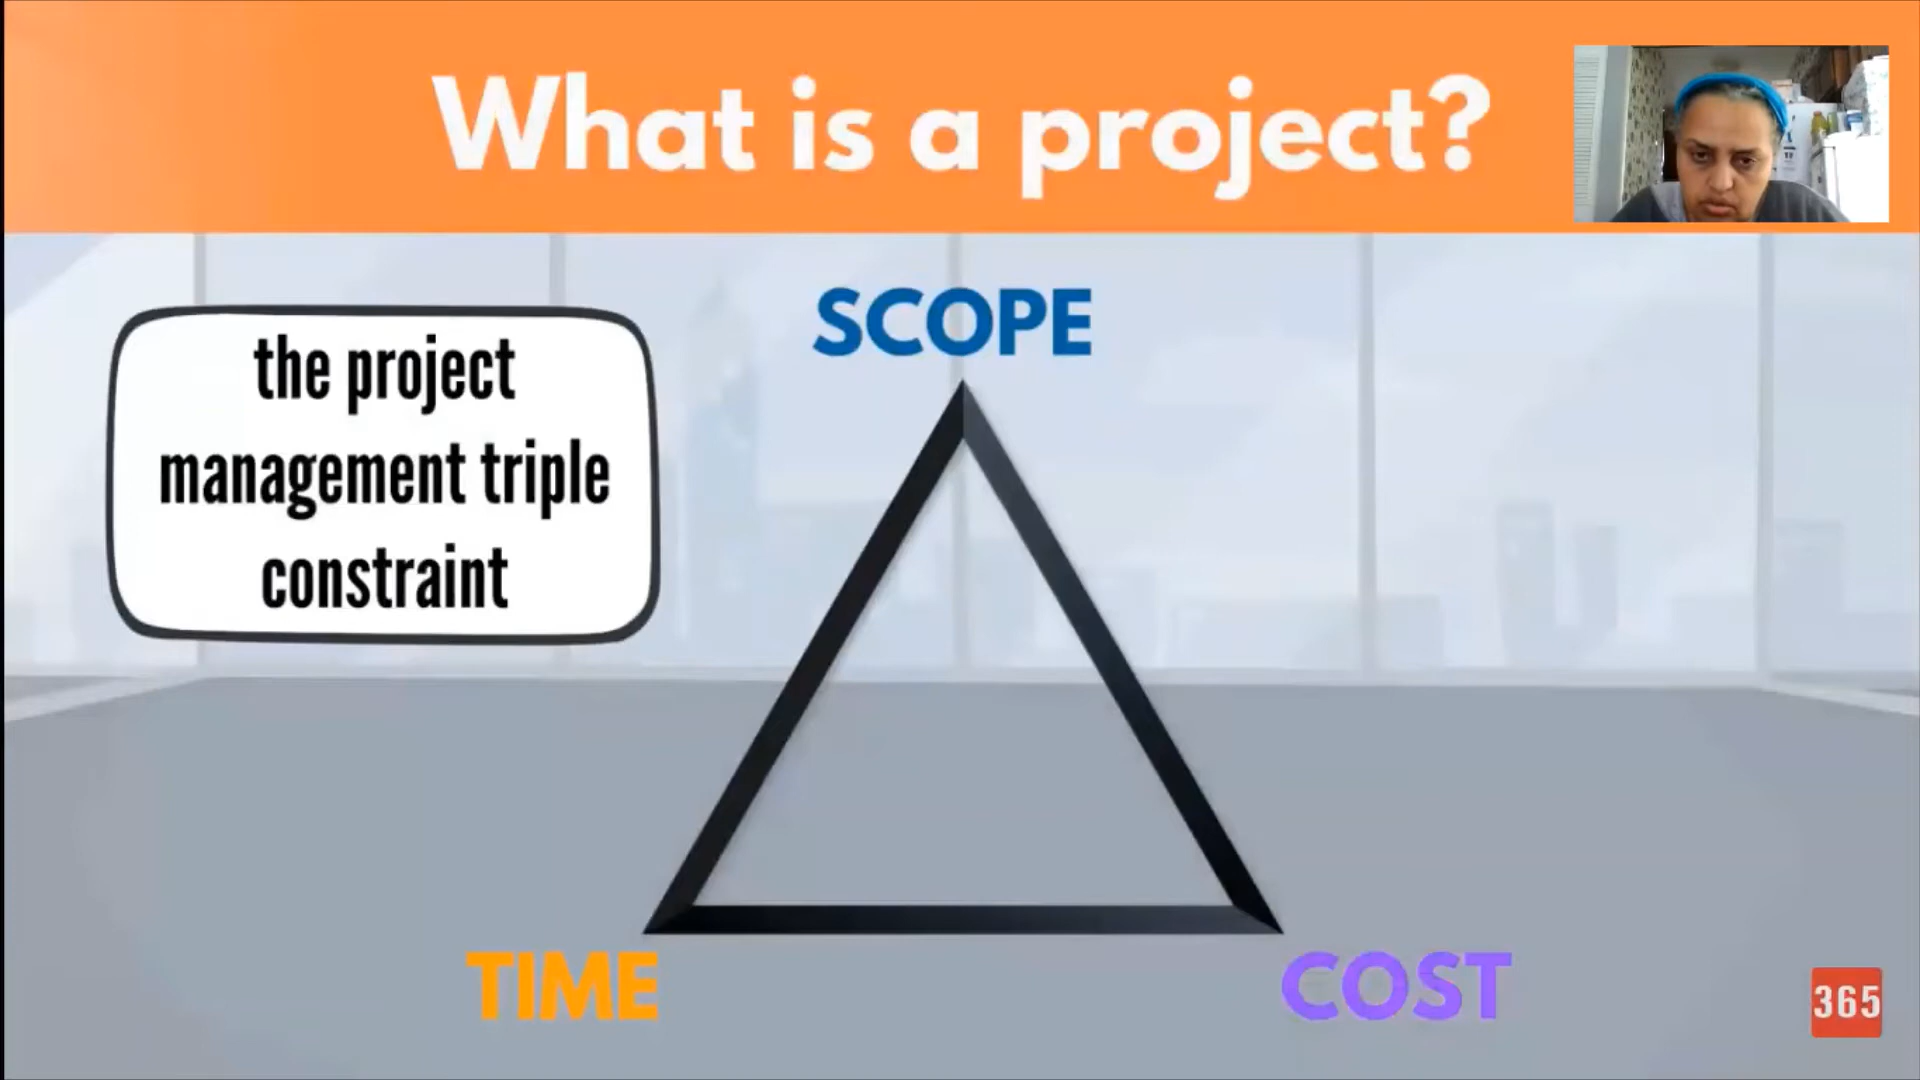 What is a project?
the project
management triple
constraint
SCOPE
TIME
COST
365